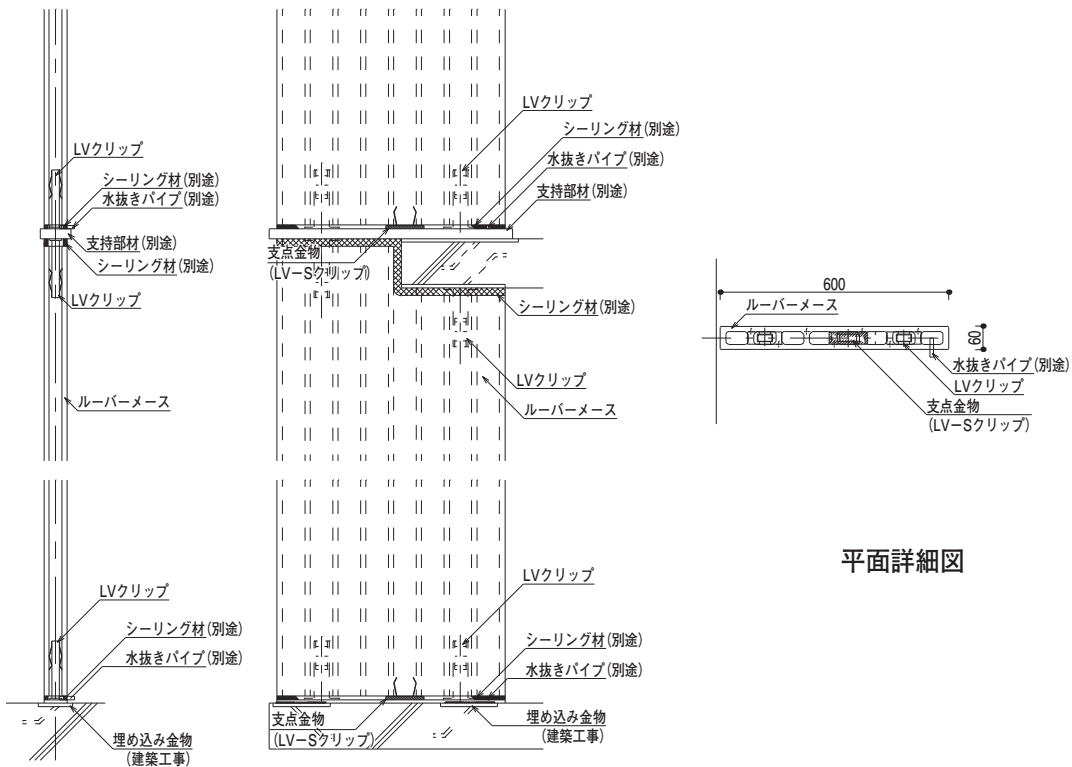 LVクリップ
シーリング材(別途)
水抜きパイプ(別途)
支持部材(別途)
シーリング材(別途)
LVクリップ
ルーバーメース
LVクリップ
シーリング材(別途)
水抜きパイプ(別途)
埋め込み金物
(建築工事)
LVクリップ
シーリング材(別途)
水抜きパイプ(別途)
支持部材(別途)
支点金物
(LV－Sクリップ)
シーリング材(別途)
LVクリップ
ルーバーメース
LVクリップ
シーリング材(別途)
水抜きパイプ(別途)
支点金物
(LV－Sクリップ)
埋め込み金物
(建築工事)
600
ルーバーメース
60
水抜きパイプ(別途)
LVクリップ
支点金物
(LV－Sクリップ)
平面詳細図